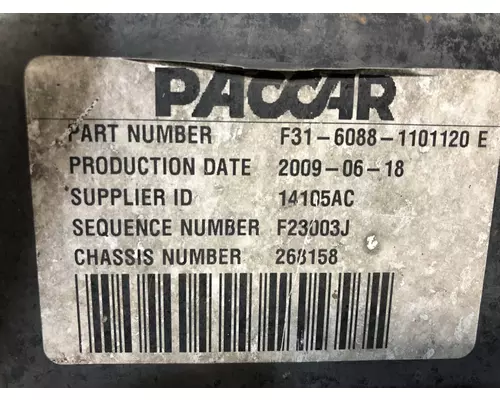 PACCAR
PART NUMBER F31-6088-1101120 E
PRODUCTION DATE 2009-06-18
SUPPLIER ID 14105AC
SEQUENCE NUMBER F23003J
CHASSIS NUMBER 268158